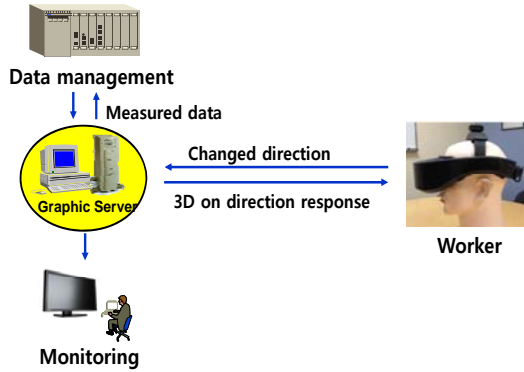 Data management
Measured data
Changed direction
Graphic Server
3D on direction response
Worker
Monitoring